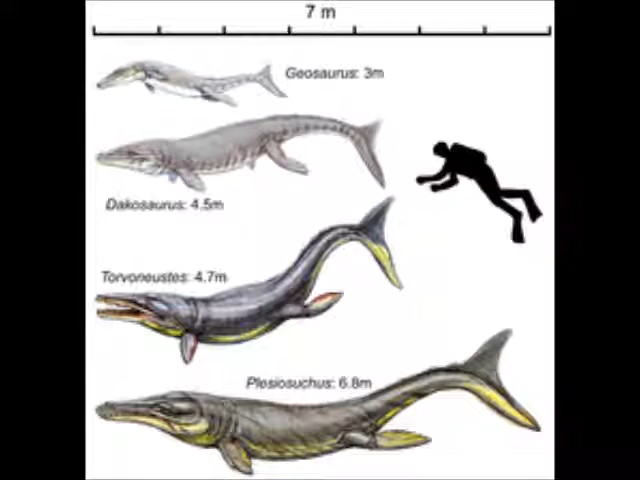 7 m
Geosaurus: 3m
Dakosaurus: 4.5m
Torvoneustes: 4.7m
Plesiosuchus: 6.8m